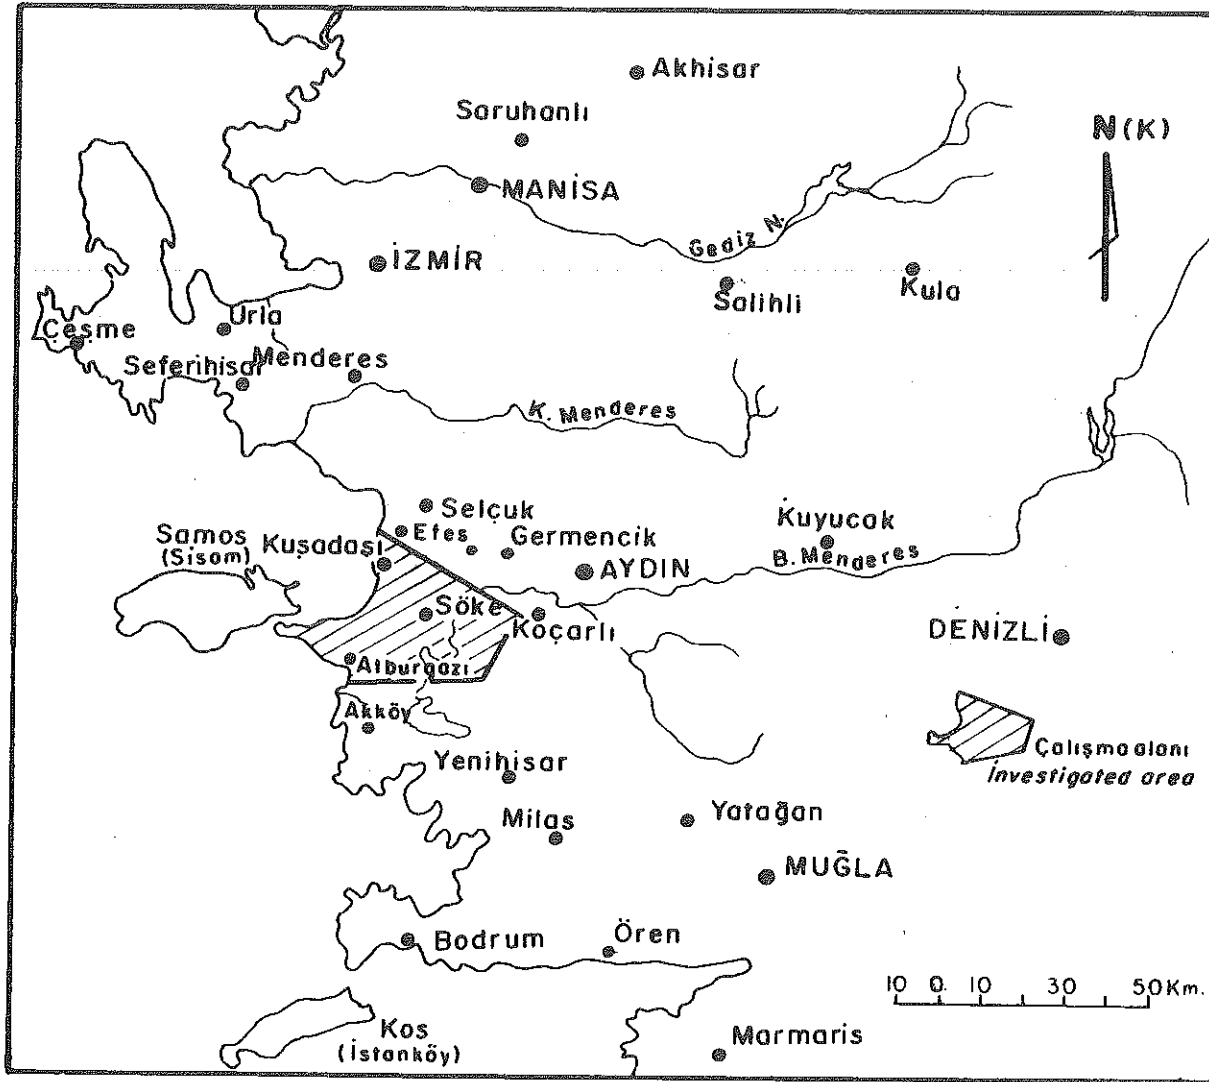 Akhisar
Saruhanlı
N (K)
MANİSA
Gediz N.
İZMİR
Salihli
Kula
Urla
Çeşme
Seferihisar
Menderes
K. Menderes
Selçuk
Efes
Germencik
Kuyucak
Samos
(Sisam)
Kuşadası
AYDIN
B. Menderes
Söke
Koçarlı
DENİZLİ
Atburgazı
Akköy
Çalışma alanı
İnvestigated area
Yenihisar
Milas
Yatağan
MUĞLA
Bodrum
Ören
10 0. 10 30 50 Km.
Kos
(İstanköy)
Marmaris